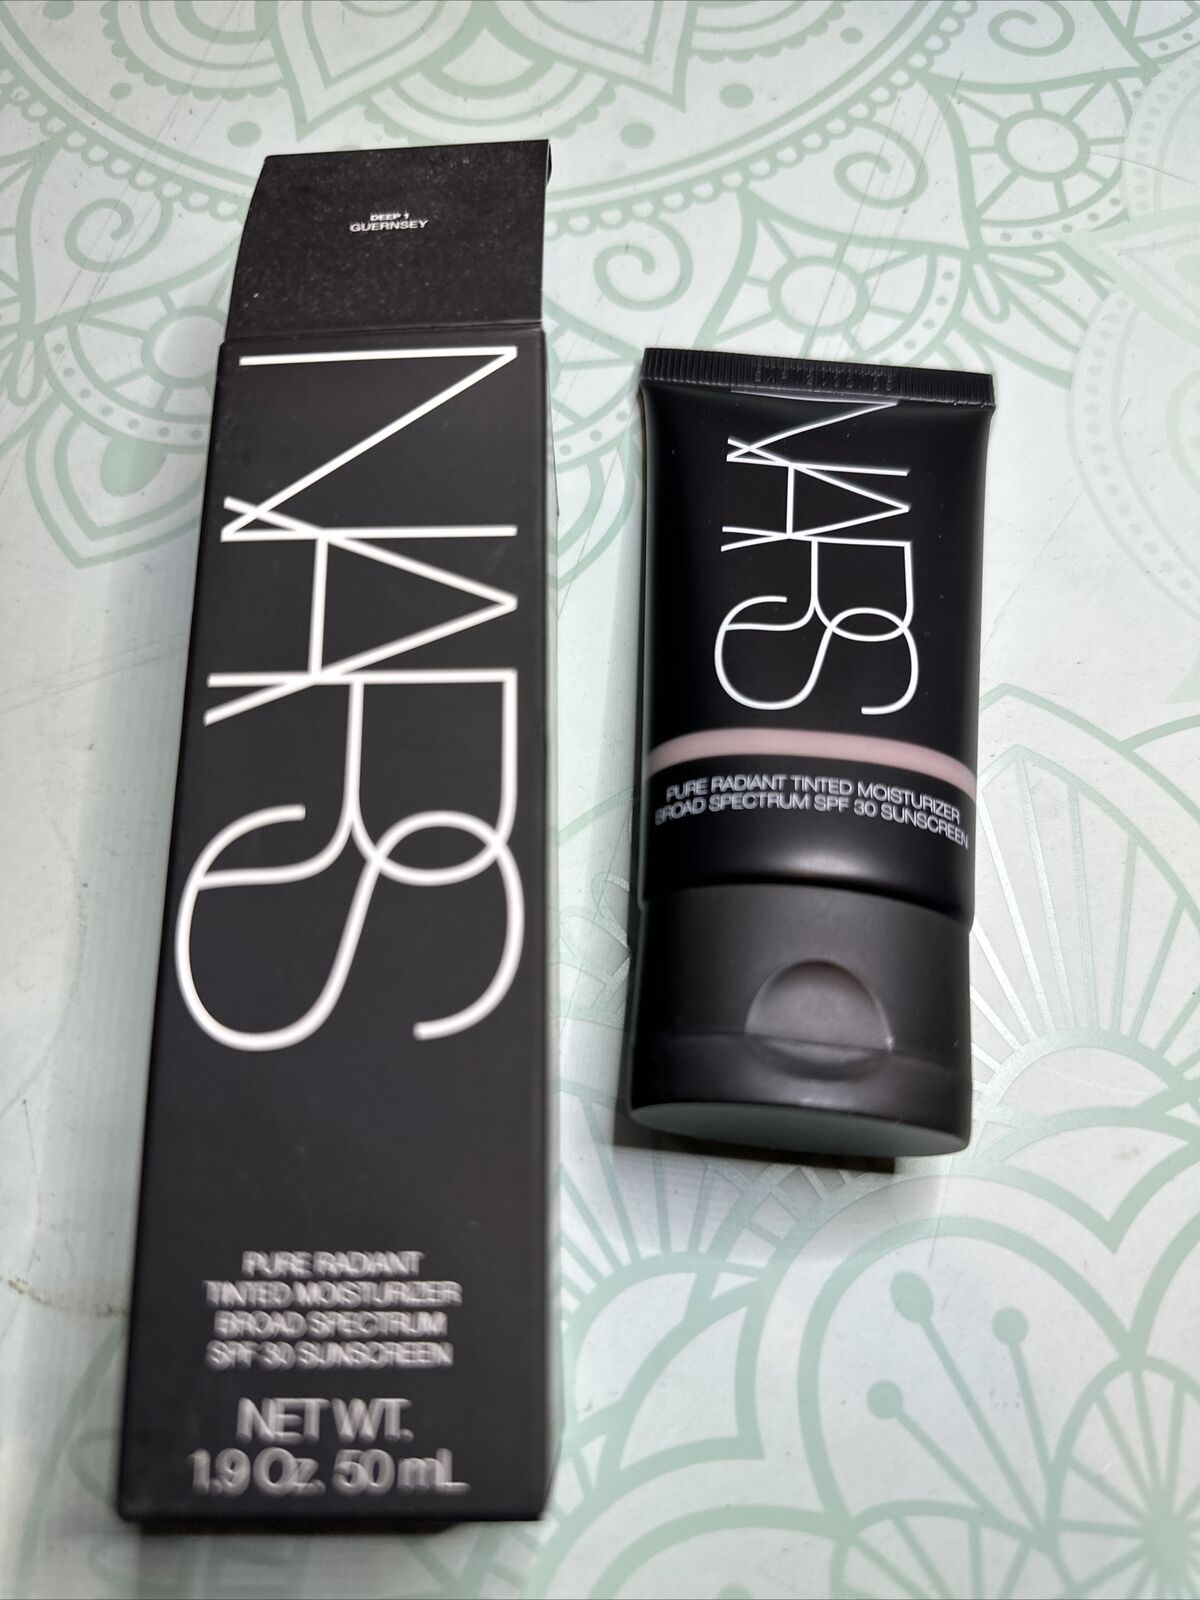 DEEP 1
GUERNSEY
NARS
PURE RADIANT
TINTED MOISTURIZER
BROAD SPECTRUM
SPF 30 SUNSCREEN
NET WT.
1.9 Oz. 50 mL
NARS
PURE RADIANT TINTED MOISTURIZER
BROAD SPECTRUM SPF 30 SUNSCREEN